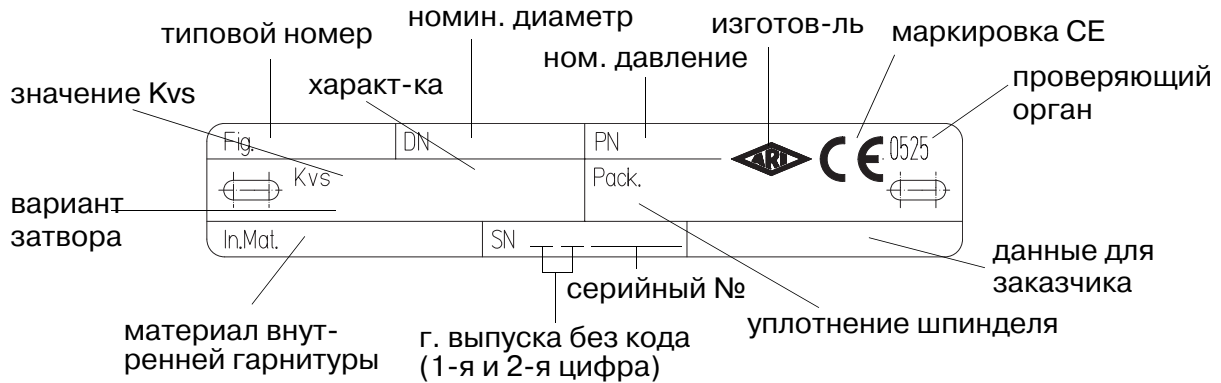 номин. диаметр
изготов-ль
типовой номер
маркировка CE
ном. давление
проверяющий
орган
значение Kvs
характ-ка
Fig.
DN
PN
ARI
CE
0525
Kvs
Pack.
вариант
затвора
In.Mat.
SN
данные для
заказчика
серийный №
материал внут-
ренней гарнитуры
г. выпуска без кода
(1-я и 2-я цифра)
уплотнение шпинделя